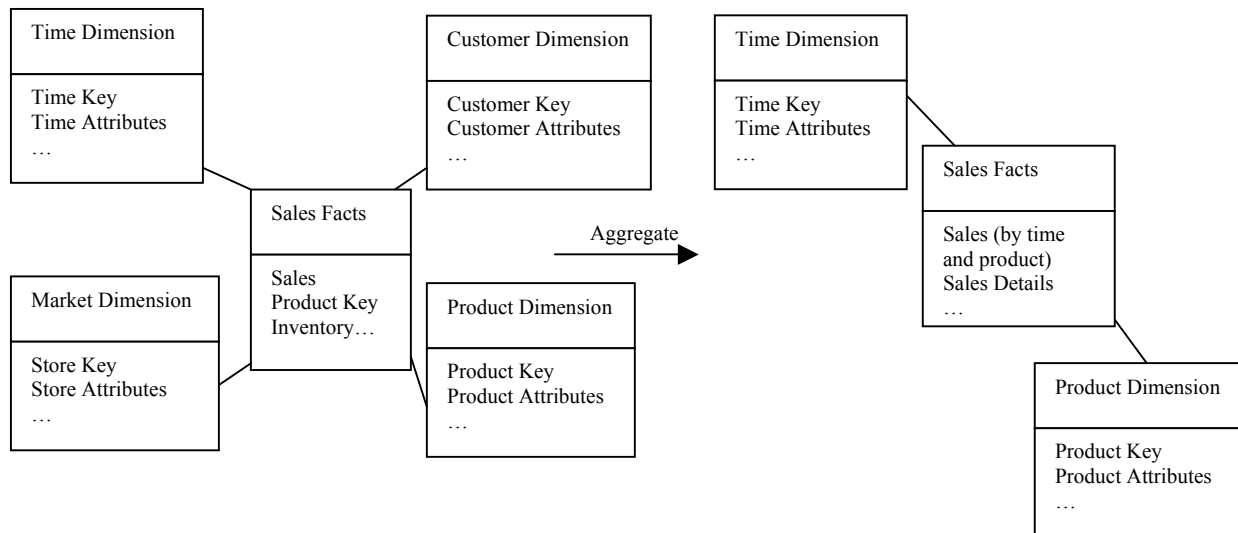 Time Dimension
Time Key
Time Attributes
…
Customer Dimension
Customer Key
Customer Attributes
…
Sales Facts
Sales
Product Key
Inventory…
Market Dimension
Store Key
Store Attributes
…
Product Dimension
Product Key
Product Attributes
…
Aggregate
Time Dimension
Time Key
Time Attributes
…
Sales Facts
Sales (by time
and product)
Sales Details
…
Product Dimension
Product Key
Product Attributes
…